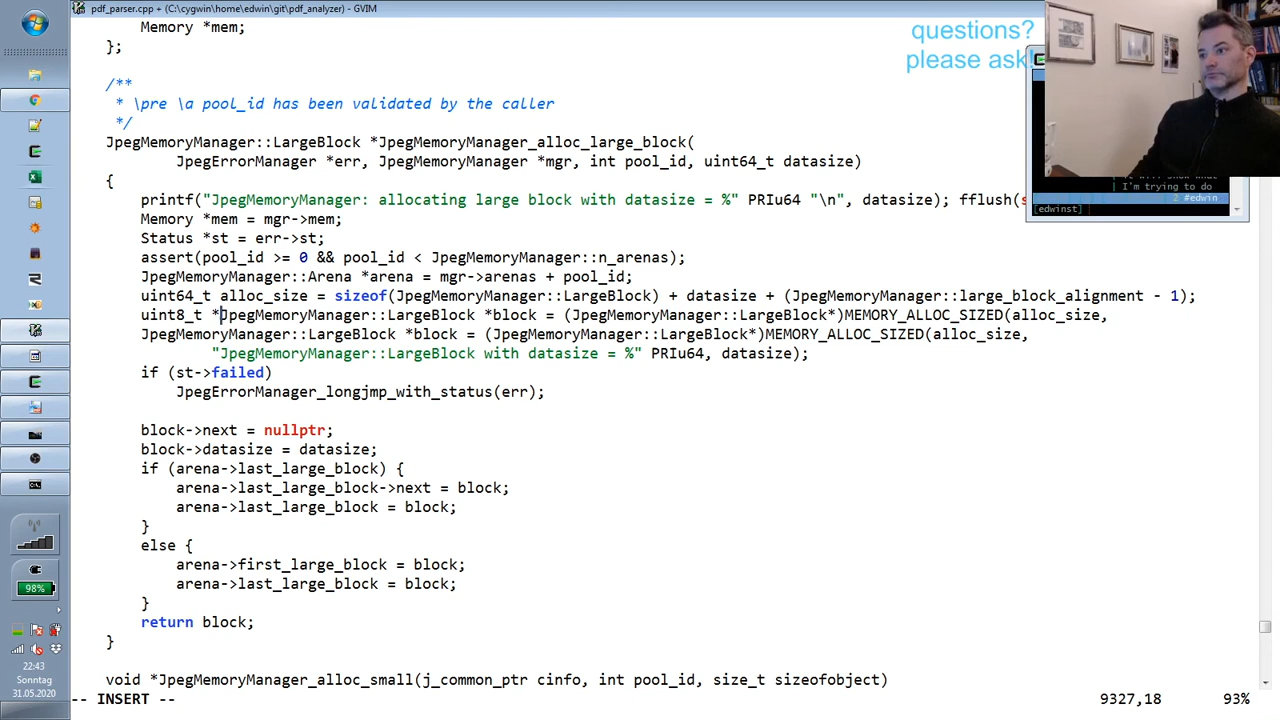 pdf_parser.cpp + (C:\cygwin\home\edwin\git\pdf_analyzer) - GVIM
Memory *mem;
};
questions?
please ask!
/**
* \pre \a pool_id has been validated by the caller
*/
JpegMemoryManager::LargeBlock *JpegMemoryManager_alloc_large_block(
JpegErrorManager *err, JpegMemoryManager *mgr, int pool_id, uint64_t datasize)
{
printf("JpegMemoryManager: allocating large block with datasize = %" PRIu64 "\n", datasize); fflush(s
Memory *mem = mgr->mem;
Status *st = err->st;
assert(pool_id >= 0 && pool_id < JpegMemoryManager::n_arenas);
JpegMemoryManager::Arena *arena = mgr->arenas + pool_id;
uint64_t alloc_size = sizeof(JpegMemoryManager::LargeBlock) + datasize + (JpegMemoryManager::large_block_alignment - 1);
uint8_t *JpegMemoryManager::LargeBlock *block = (JpegMemoryManager::LargeBlock*)MEMORY_ALLOC_SIZED(alloc_size,
JpegMemoryManager::LargeBlock *block = (JpegMemoryManager::LargeBlock*)MEMORY_ALLOC_SIZED(alloc_size,
"JpegMemoryManager::LargeBlock with datasize = %" PRIu64, datasize);
if (st->failed)
JpegErrorManager_longjmp_with_status(err);
block->next = nullptr;
block->datasize = datasize;
if (arena->last_large_block) {
arena->last_large_block->next = block;
arena->last_large_block = block;
}
else {
arena->first_large_block = block;
arena->last_large_block = block;
}
return block;
}
void *JpegMemoryManager_alloc_small(j_common_ptr cinfo, int pool_id, size_t sizeofobject)
-- INSERT --
9327,18
93%
I'm trying to do
2 #edwin
[edwinst]
98%
22:43
Sonntag
31.05.2020